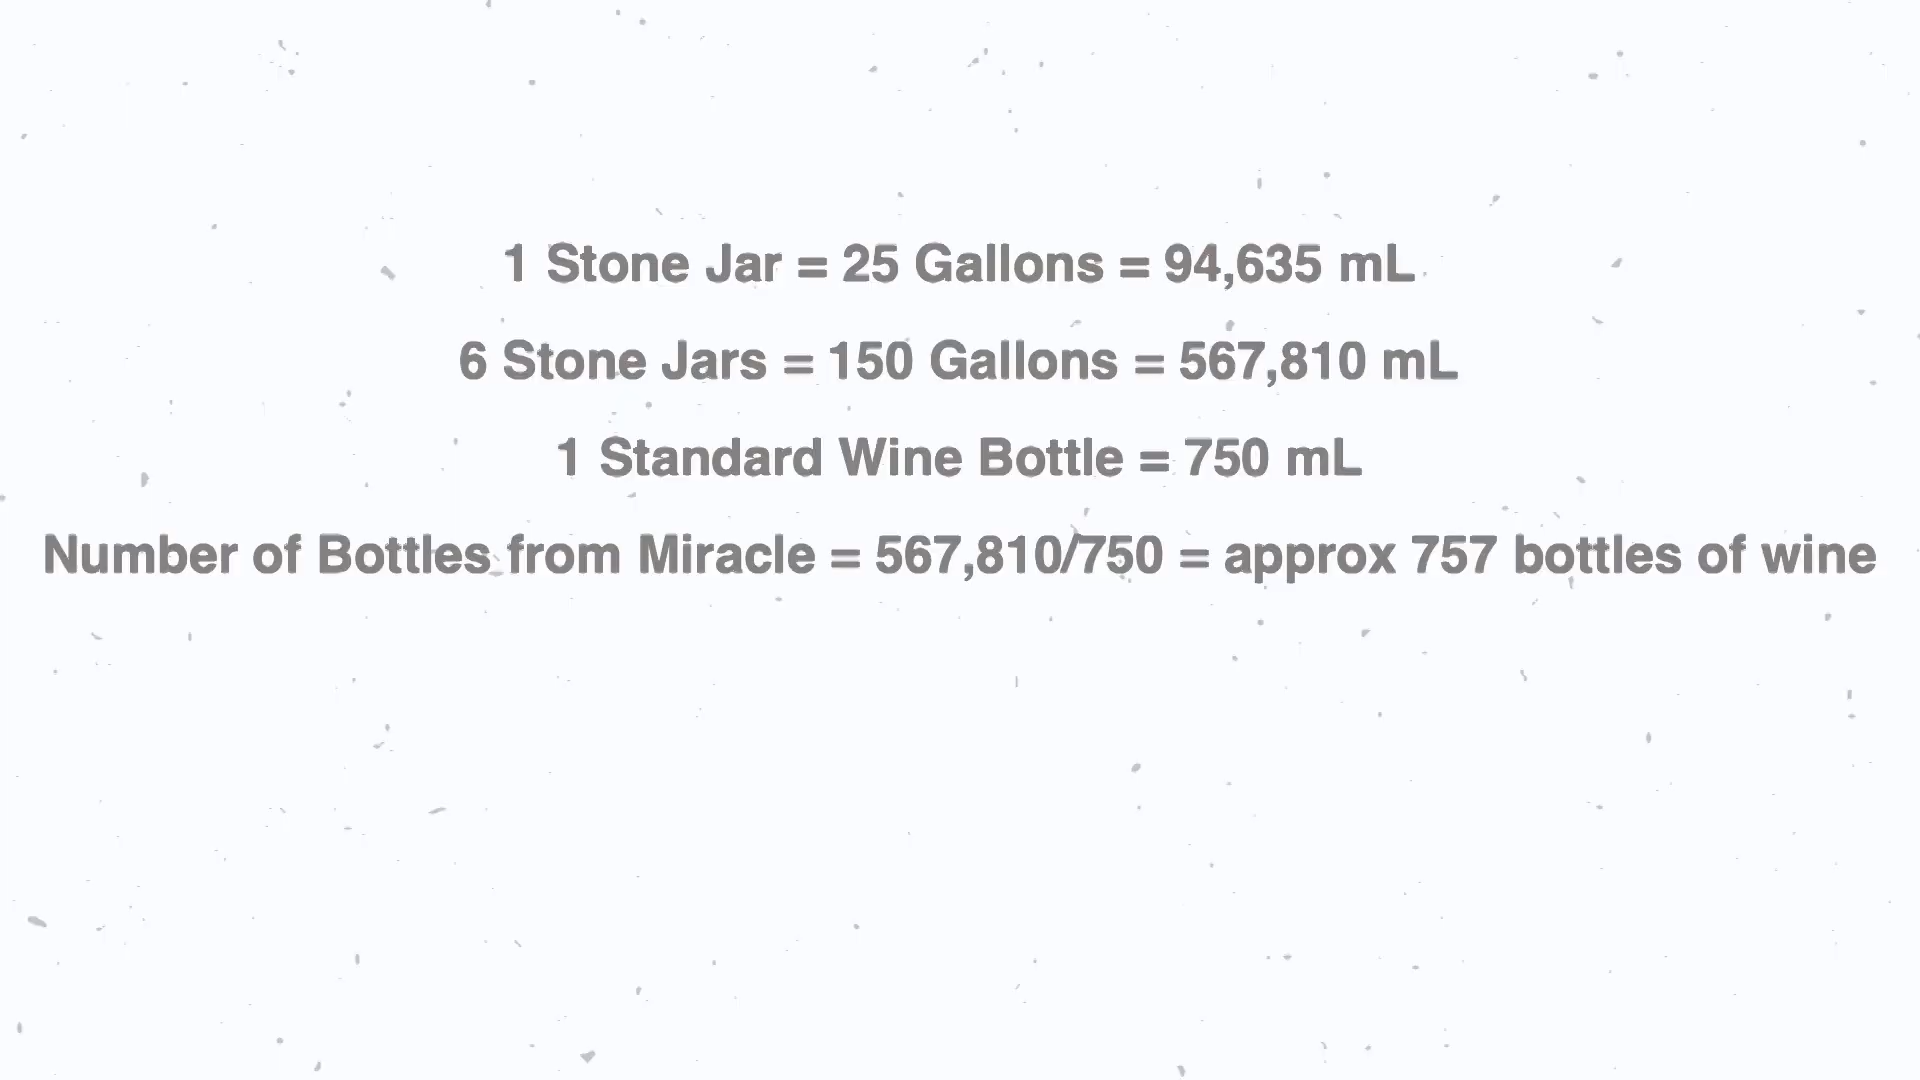 1 Stone Jar = 25 Gallons = 94,635 mL
6 Stone Jars = 150 Gallons = 567,810 mL
1 Standard Wine Bottle = 750 mL
Number of Bottles from Miracle = 567,810/750 = approx 757 bottles of wine